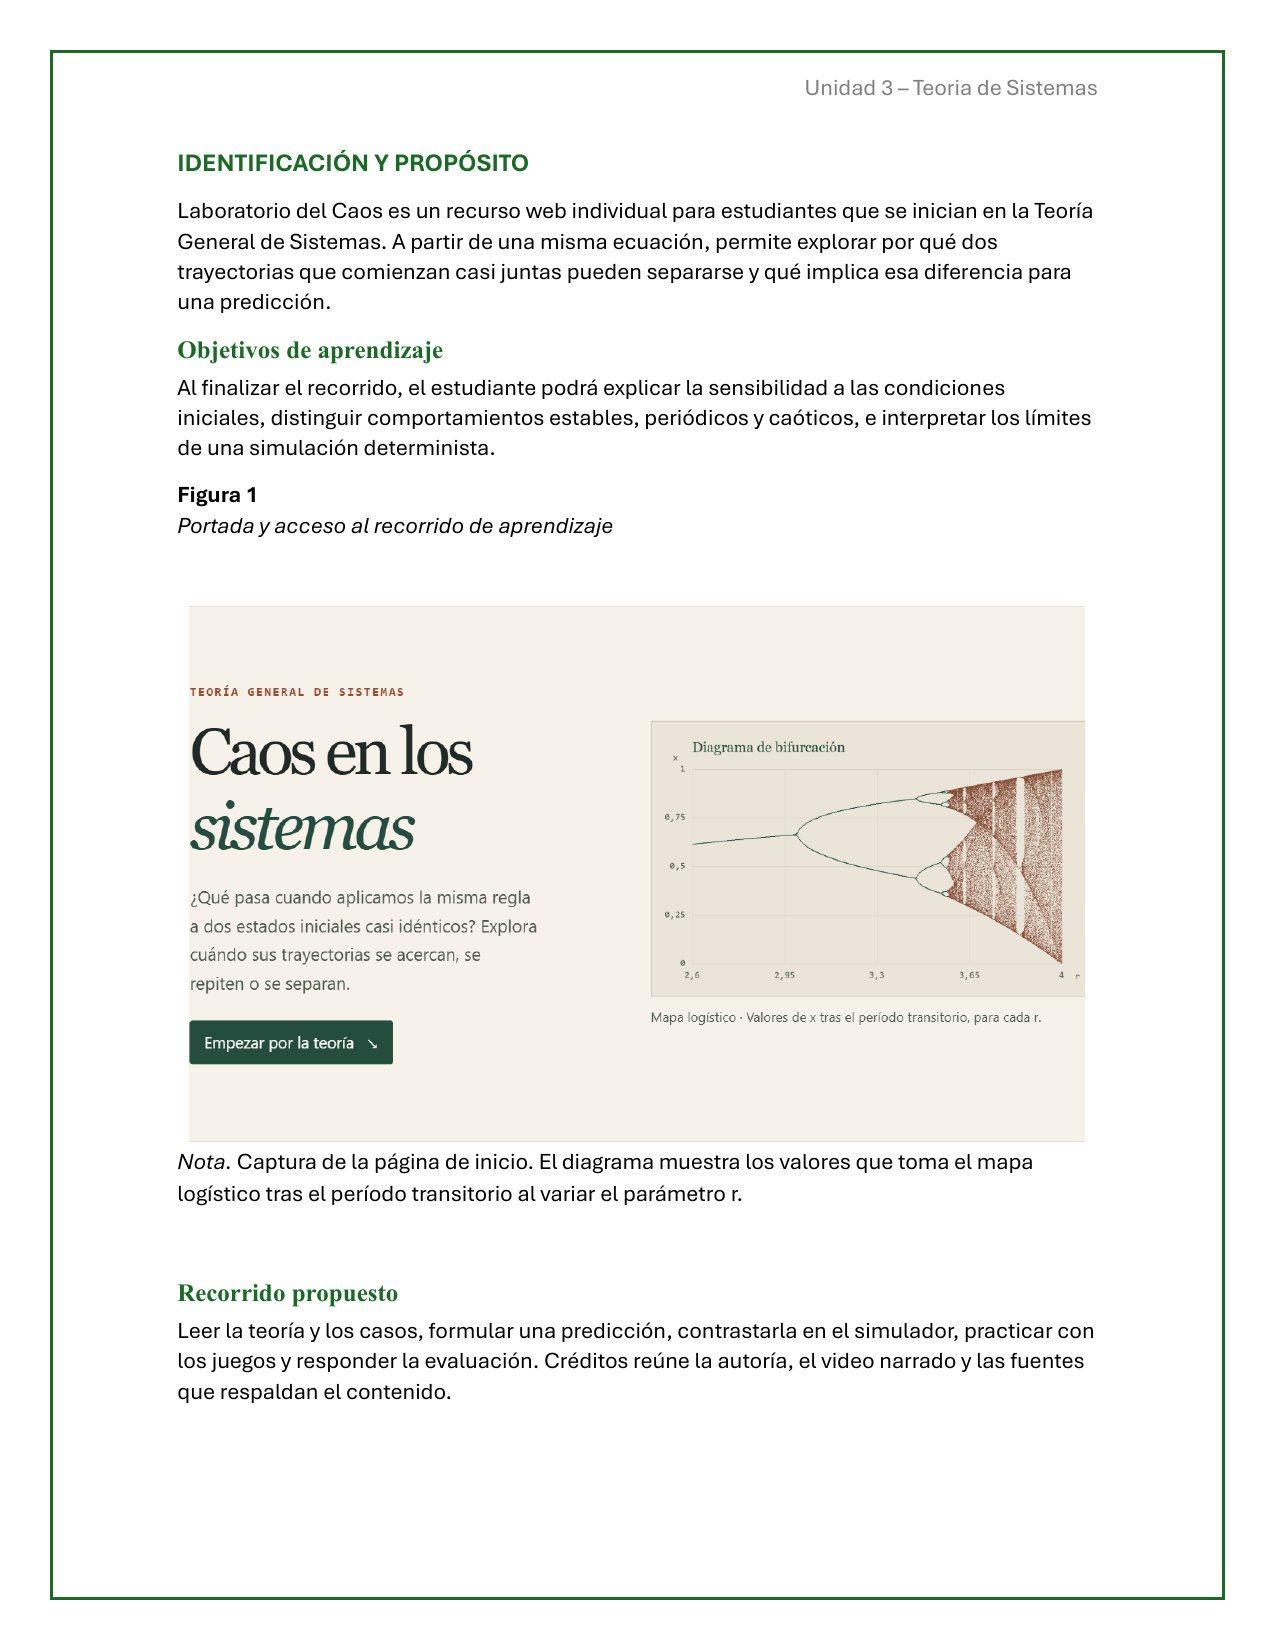 Unidad 3 – Teoria de Sistemas
IDENTIFICACIÓN Y PROPÓSITO
Laboratorio del Caos es un recurso web individual para estudiantes que se inician en la Teoría
General de Sistemas. A partir de una misma ecuación, permite explorar por qué dos
trayectorias que comienzan casi juntas pueden separarse y qué implica esa diferencia para
una predicción.
Objetivos de aprendizaje
Al finalizar el recorrido, el estudiante podrá explicar la sensibilidad a las condiciones
iniciales, distinguir comportamientos estables, periódicos y caóticos, e interpretar los límites
de una simulación determinista.
Figura 1
Portada y acceso al recorrido de aprendizaje
TEORÍA GENERAL DE SISTEMAS
Caos en los
sistemas
¿Qué pasa cuando aplicamos la misma regla
a dos estados iniciales casi idénticos? Explora
cuándo sus trayectorias se acercan, se
repiten o se separan.
Empezar por la teoría ↘
Diagrama de bifurcación
x
1
0,75
0,5
0,25
0
2,6 2,95 3,3 3,65 4 r
Mapa logístico · Valores de x tras el período transitorio, para cada r.
Nota. Captura de la página de inicio. El diagrama muestra los valores que toma el mapa
logístico tras el período transitorio al variar el parámetro r.
Recorrido propuesto
Leer la teoría y los casos, formular una predicción, contrastarla en el simulador, practicar con
los juegos y responder la evaluación. Créditos reúne la autoría, el video narrado y las fuentes
que respaldan el contenido.